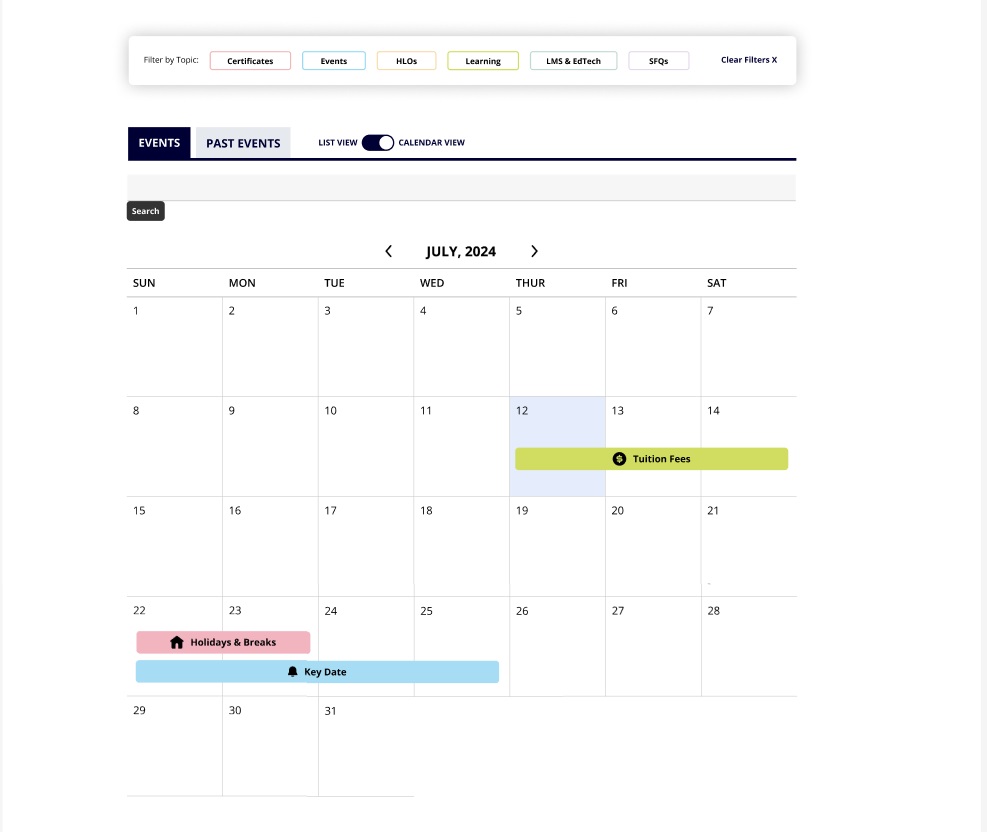 Filter by Topic: Certificates Events HLOs Learning LMS & EdTech SFQs Clear Filters X
EVENTS PAST EVENTS LIST VIEW CALENDAR VIEW
Search
JULY, 2024
SUN MON TUE WED THUR FRI SAT
1 2 3 4 5 6 7
8 9 10 11 12 13 14
Tuition Fees
15 16 17 18 19 20 21
22 23 24 25 26 27 28
Holidays & Breaks
Key Date
29 30 31